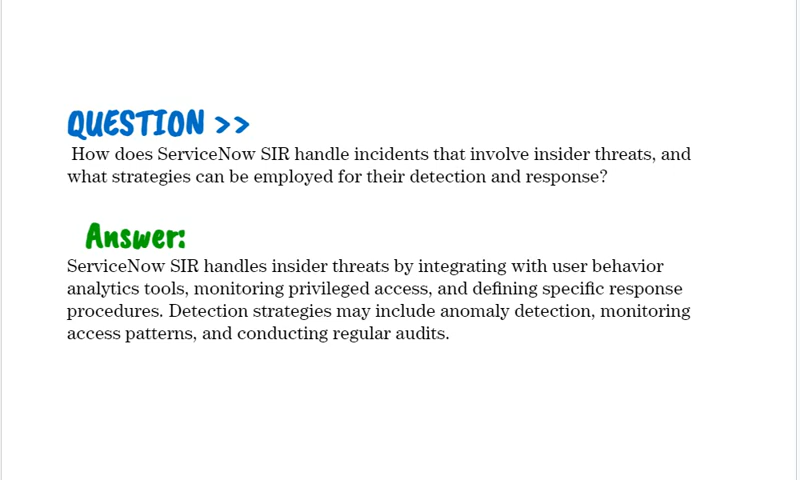 QUESTION >>
How does ServiceNow SIR handle incidents that involve insider threats, and
what strategies can be employed for their detection and response?
Answer:
ServiceNow SIR handles insider threats by integrating with user behavior
analytics tools, monitoring privileged access, and defining specific response
procedures. Detection strategies may include anomaly detection, monitoring
access patterns, and conducting regular audits.